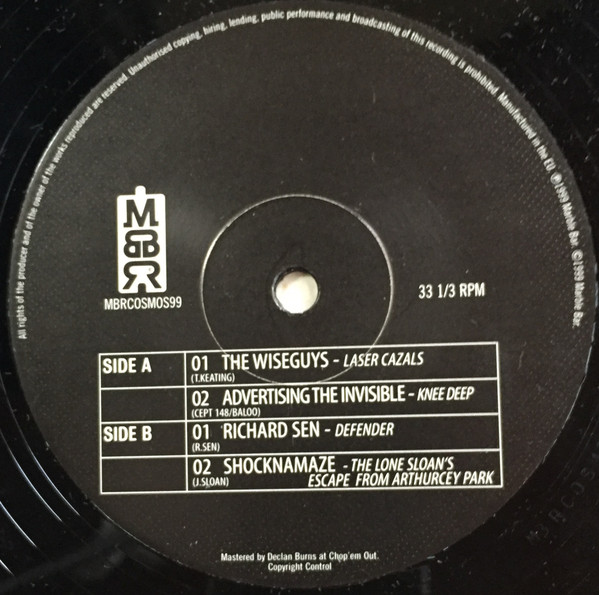 All rights of the producer and of the owner of the works reproduced are reserved. Unauthorised copying, hiring, lending, public performance and broadcasting of this recording is prohibited. Manufactured in the EU. ℗1999 Marble Bar. ©1999 Marble Bar.
MBR
MBRCOSMOS99
33 1/3 RPM
SIDE A 01 THE WISEGUYS - LASER CAZALS
(T.KEATING)
02 ADVERTISING THE INVISIBLE - KNEE DEEP
(CEPT 148/BALOO)
SIDE B 01 RICHARD SEN - DEFENDER
(R.SEN)
02 SHOCKNAMAZE - THE LONE SLOAN'S
(J.SLOAN) ESCAPE FROM ARTHURCEY PARK
Mastered by Declan Burns at Chop'em Out.
Copyright Control